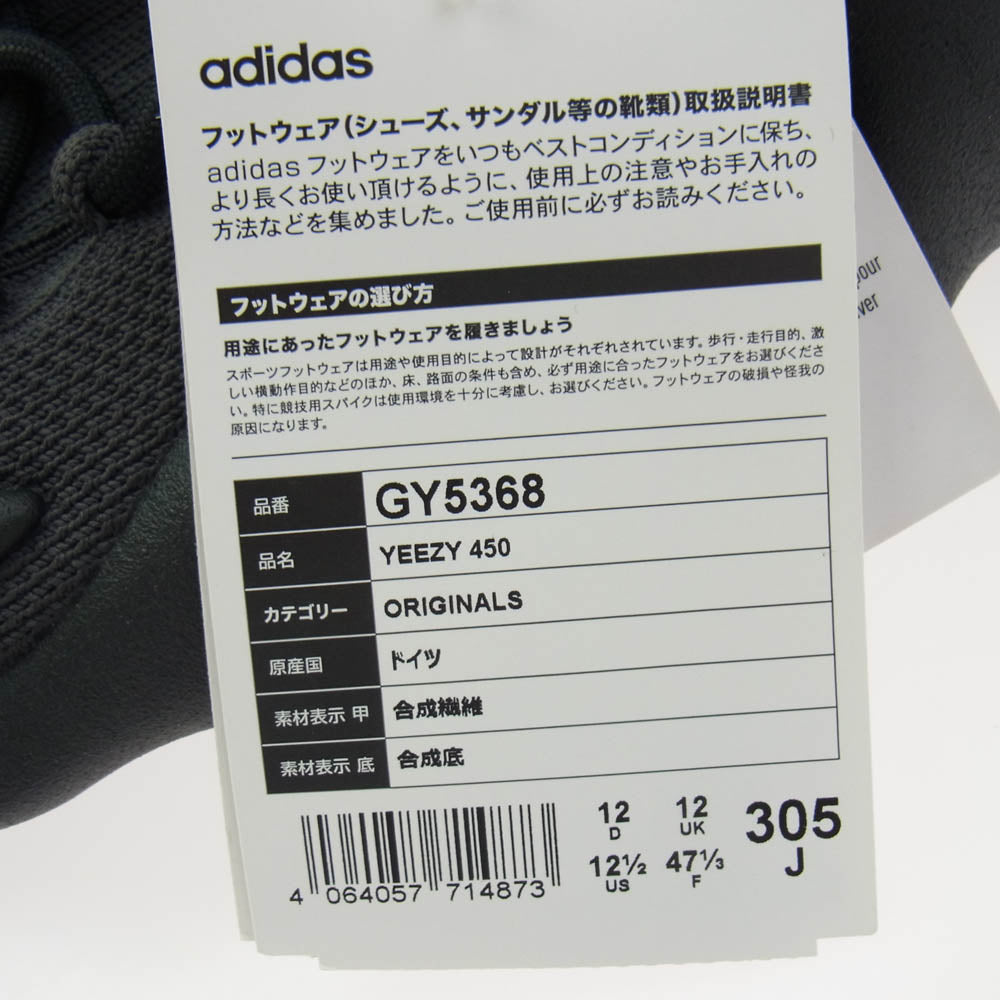 adidas
フットウェア(シューズ、サンダル等の靴類)取扱説明書
adidas フットウェアをいつもベストコンディションに保ち、
より長くお使い頂けるように、使用上の注意やお手入れの
方法などを集めました。ご使用前に必ずお読みください。
フットウェアの選び方
用途にあったフットウェアを履きましょう
スポーツフットウェアは用途や使用目的によって設計がそれぞれされています。歩行・走行目的、激
しい横動作目的などのほか、床、路面の条件も含め、必ず用途に合ったフットウェアをお選びくださ
い。特に競技用スパイクは使用環境を十分に考慮し、お選びください。フットウェアの破損や怪我の
原因になります。
品番 GY5368
品名 YEEZY 450
カテゴリー ORIGINALS
原産国 ドイツ
素材表示 甲 合成繊維
素材表示 底 合成底
12 D 12 UK 305 J
12½ US 47⅓ F
4 064057 714873